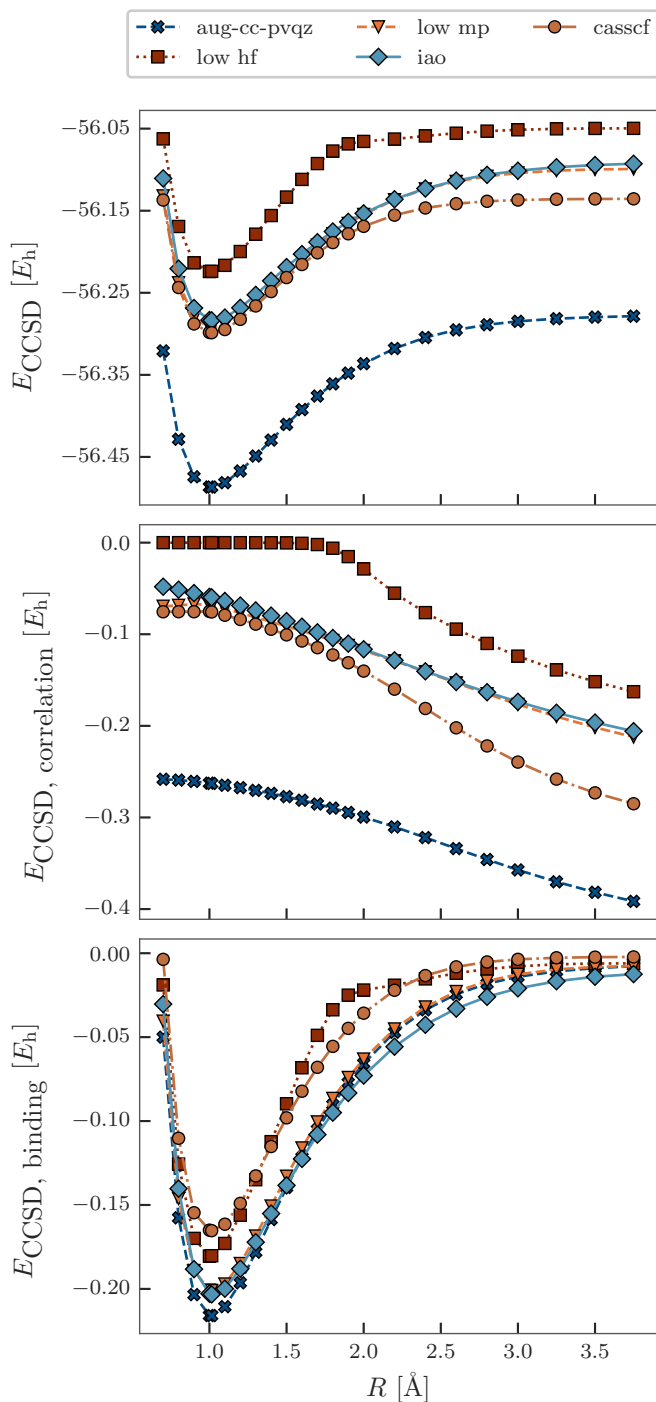 aug-cc-pvqz low mp casscf
low hf iao
−56.05
−56.15
−56.25
−56.35
−56.45
E_CCSD [E_h]
0.0
−0.1
−0.2
−0.3
−0.4
E_CCSD, correlation [E_h]
0.00
−0.05
−0.10
−0.15
−0.20
E_CCSD, binding [E_h]
1.0 1.5 2.0 2.5 3.0 3.5
R [Å]